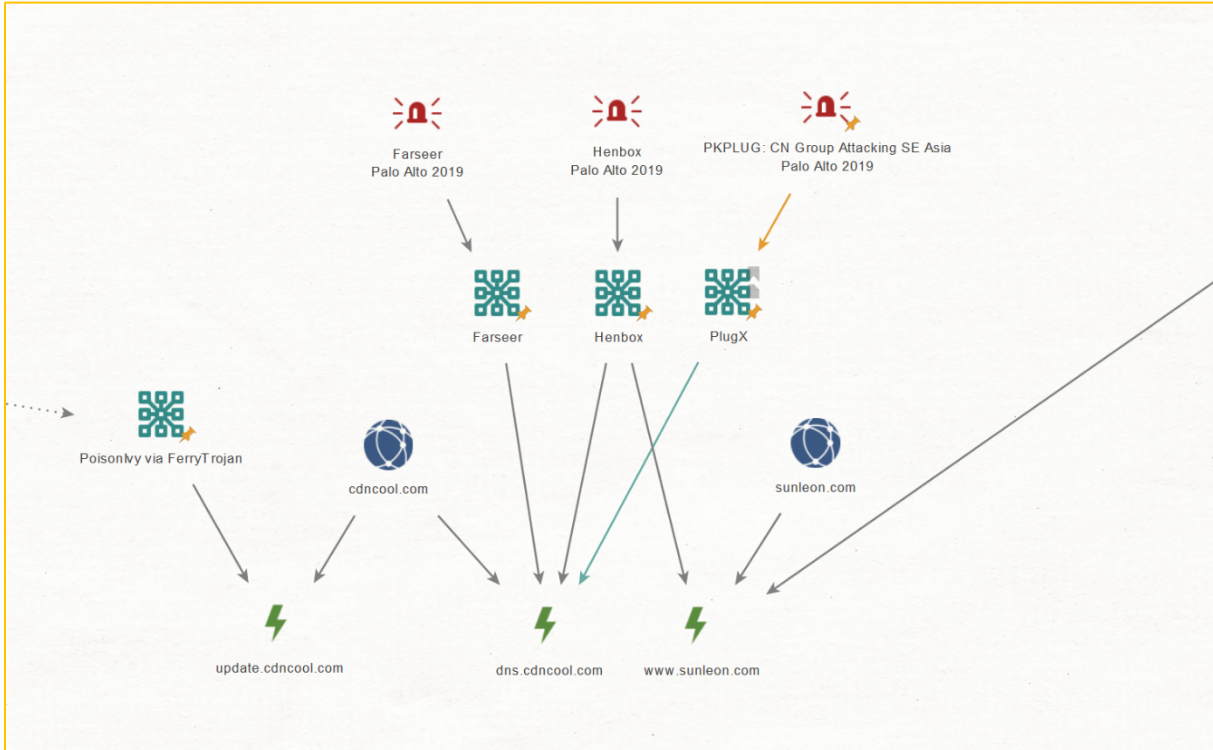 Farseer
Palo Alto 2019
Henbox
Palo Alto 2019
PKPLUG: CN Group Attacking SE Asia
Palo Alto 2019
Farseer
Henbox
PlugX
PoisonIvy via FerryTrojan
cdncool.com
sunleon.com
update.cdncool.com
dns.cdncool.com
www.sunleon.com